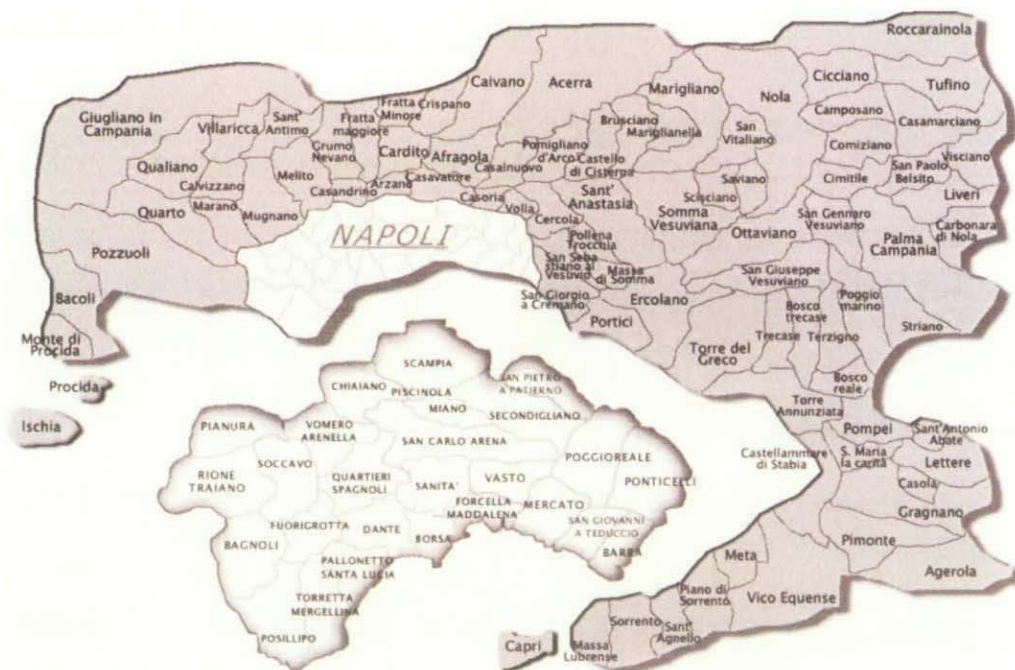 Roccarainola
Caivano
Acerra
Marigliano
Nola
Cicciano
Tufino
Giugliano in
Campania
Villaricca
Sant'
Antimo
Fratta
maggiore
Fratta
Minore
Crispano
Brusciano
Mariglianella
Camposano
Casamarciano
Qualiano
Grumo
Nevano
Cardito
Afragola
Pomigliano
d'Arco
San
Vitaliano
Comiziano
Visciano
Calvizzano
Melito
Casandrino
Arzano
Casavatore
Casalnuovo
Castello
di Cisterna
Saviano
Cimitile
San Paolo
Belsito
Quarto
Marano
Mugnano
Casoria
Volla
Sant'
Anastasia
Scisciano
Liveri
NAPOLI
Cercola
Somma
Vesuviana
Ottaviano
San Gennaro
Vesuviano
Palma
Campania
Carbonara
di Nola
Pozzuoli
Pollena
Trocchia
San Seba
stiano al
Vesuvio
Massa
di Somma
San Giuseppe
Vesuviano
Bacoli
San Giorgio
a Cremano
Ercolano
Bosco
trecase
Poggio
marino
Monte di
Procida
Portici
Torre del
Greco
Trecase
Terzigno
Striano
Procida
Bosco
reale
Ischia
Torre
Annunziata
Pompei
Sant'Antonio
Abate
Castellammare
di Stabia
S. Maria
la carità
Lettere
Casola
Gragnano
Pimonte
Agerola
Meta
Piano di
Sorrento
Vico Equense
Sorrento
Sant'
Agnello
Massa
Lubrense
Capri
SCAMPIA
CHIAIANO
PISCINOLA
SAN PIETRO
A PATIERNO
MIANO
SECONDIGLIANO
PIANURA
VOMERO
ARENELLA
SAN CARLO ARENA
POGGIOREALE
RIONE
TRAIANO
SOCCAVO
QUARTIERI
SPAGNOLI
SANITA'
VASTO
PONTICELLI
FORCELLA
MADDALENA
MERCATO
FUORIGROTTA
DANTE
BORSA
SAN GIOVANNI
A TEDUCCIO
BAGNOLI
BARRA
PALLONETTO
SANTA LUCIA
TORRETTA
MERGELLINA
POSILLIPO